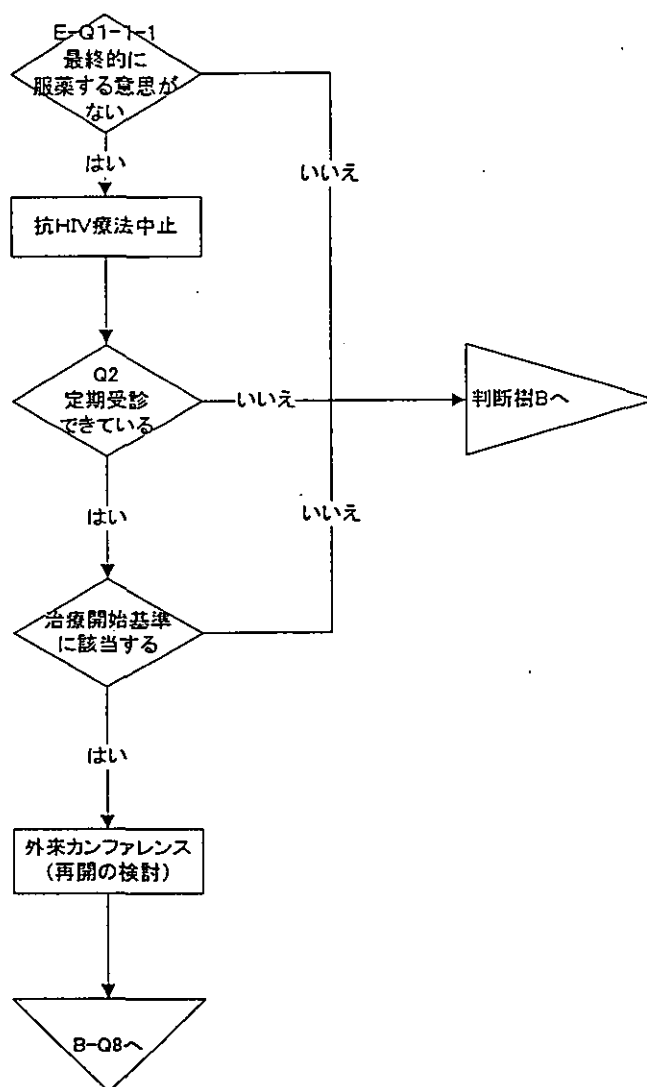 E-Q1-1-1
最終的に
服薬する意思が
ない
はい
いいえ
抗HIV療法中止
Q2
定期受診
できている
いいえ
判断樹Bへ
はい
いいえ
治療開始基準
に該当する
はい
外来カンファレンス
(再開の検討)
B-Q8へ